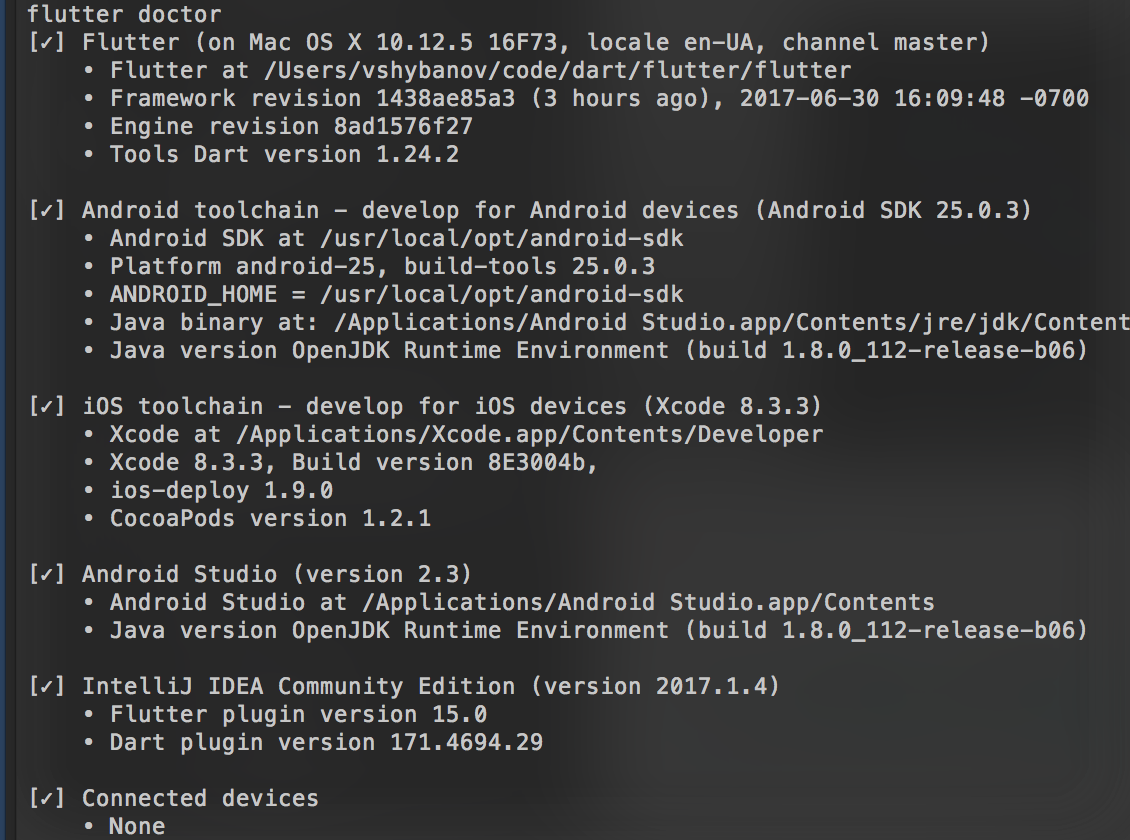 flutter doctor
[✓] Flutter (on Mac OS X 10.12.5 16F73, locale en-UA, channel master)
• Flutter at /Users/vshybanov/code/dart/flutter/flutter
• Framework revision 1438ae85a3 (3 hours ago), 2017-06-30 16:09:48 -0700
• Engine revision 8ad1576f27
• Tools Dart version 1.24.2
[✓] Android toolchain - develop for Android devices (Android SDK 25.0.3)
• Android SDK at /usr/local/opt/android-sdk
• Platform android-25, build-tools 25.0.3
• ANDROID_HOME = /usr/local/opt/android-sdk
• Java binary at: /Applications/Android Studio.app/Contents/jre/jdk/Content
• Java version OpenJDK Runtime Environment (build 1.8.0_112-release-b06)
[✓] iOS toolchain - develop for iOS devices (Xcode 8.3.3)
• Xcode at /Applications/Xcode.app/Contents/Developer
• Xcode 8.3.3, Build version 8E3004b,
• ios-deploy 1.9.0
• CocoaPods version 1.2.1
[✓] Android Studio (version 2.3)
• Android Studio at /Applications/Android Studio.app/Contents
• Java version OpenJDK Runtime Environment (build 1.8.0_112-release-b06)
[✓] IntelliJ IDEA Community Edition (version 2017.1.4)
• Flutter plugin version 15.0
• Dart plugin version 171.4694.29
[✓] Connected devices
• None